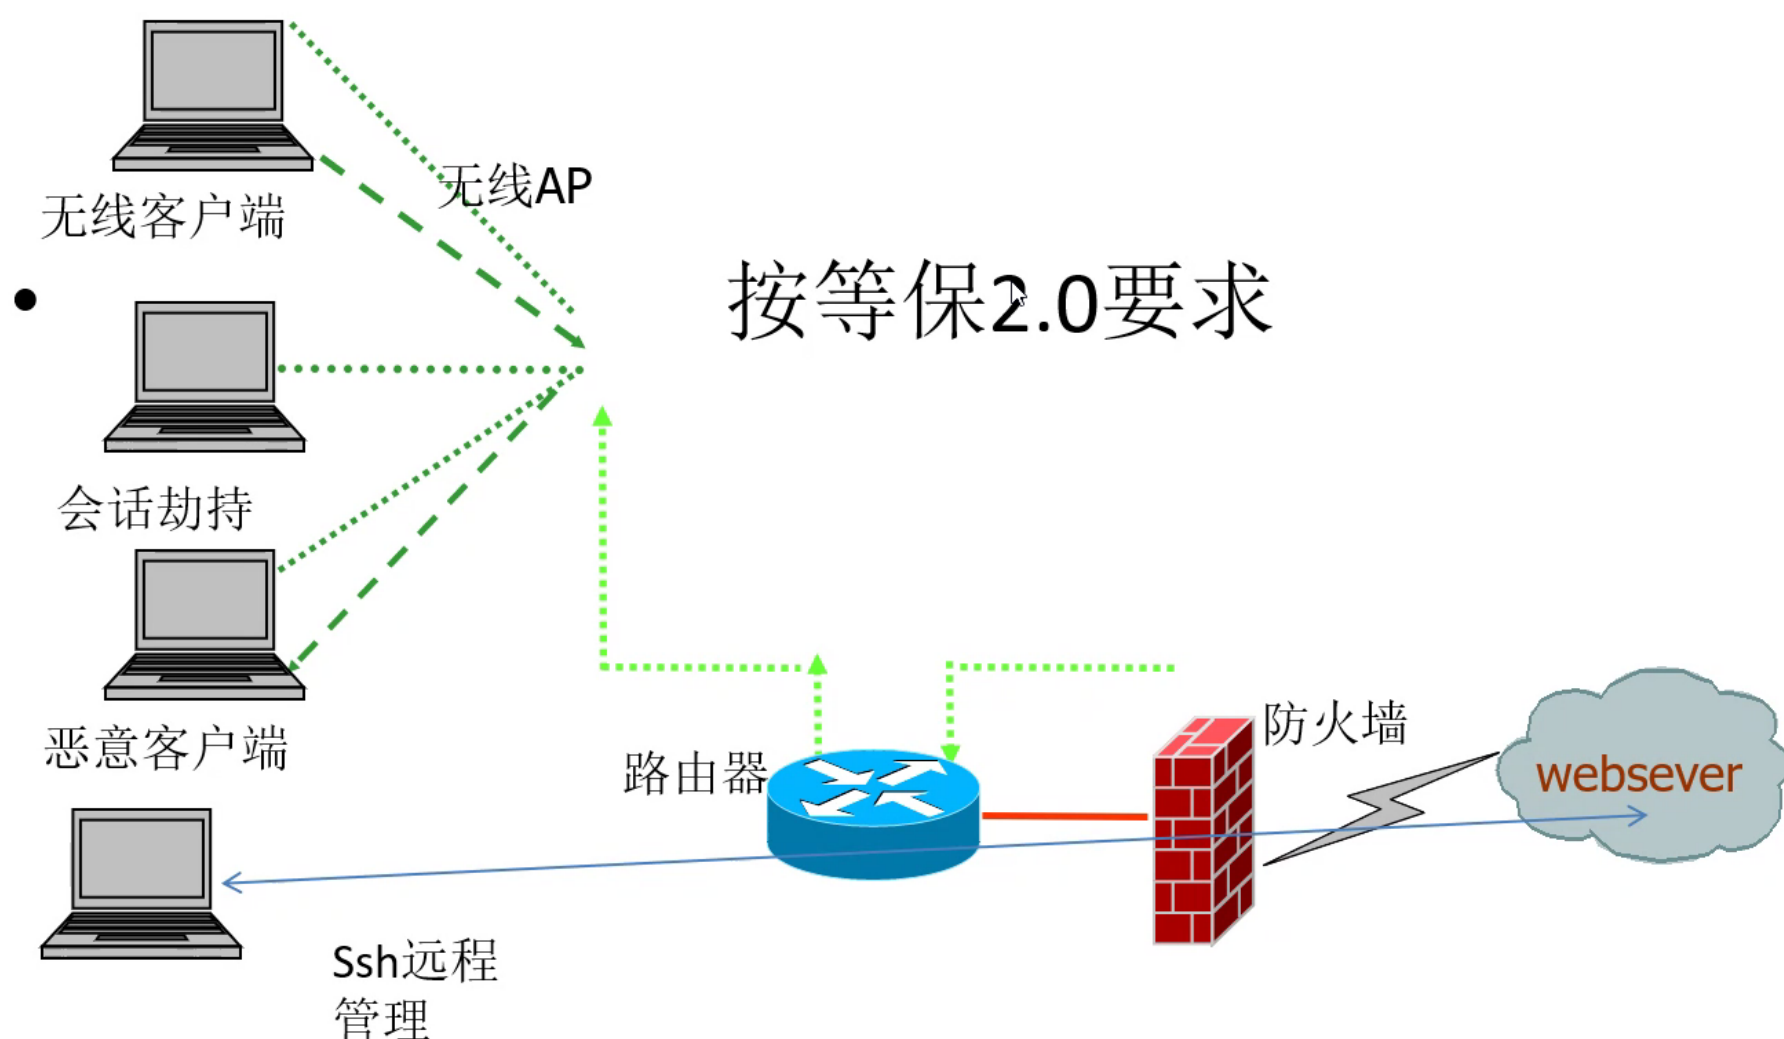 无线AP
无线客户端
按等保2.0要求
会话劫持
恶意客户端
路由器
防火墙
websever
Ssh远程
管理